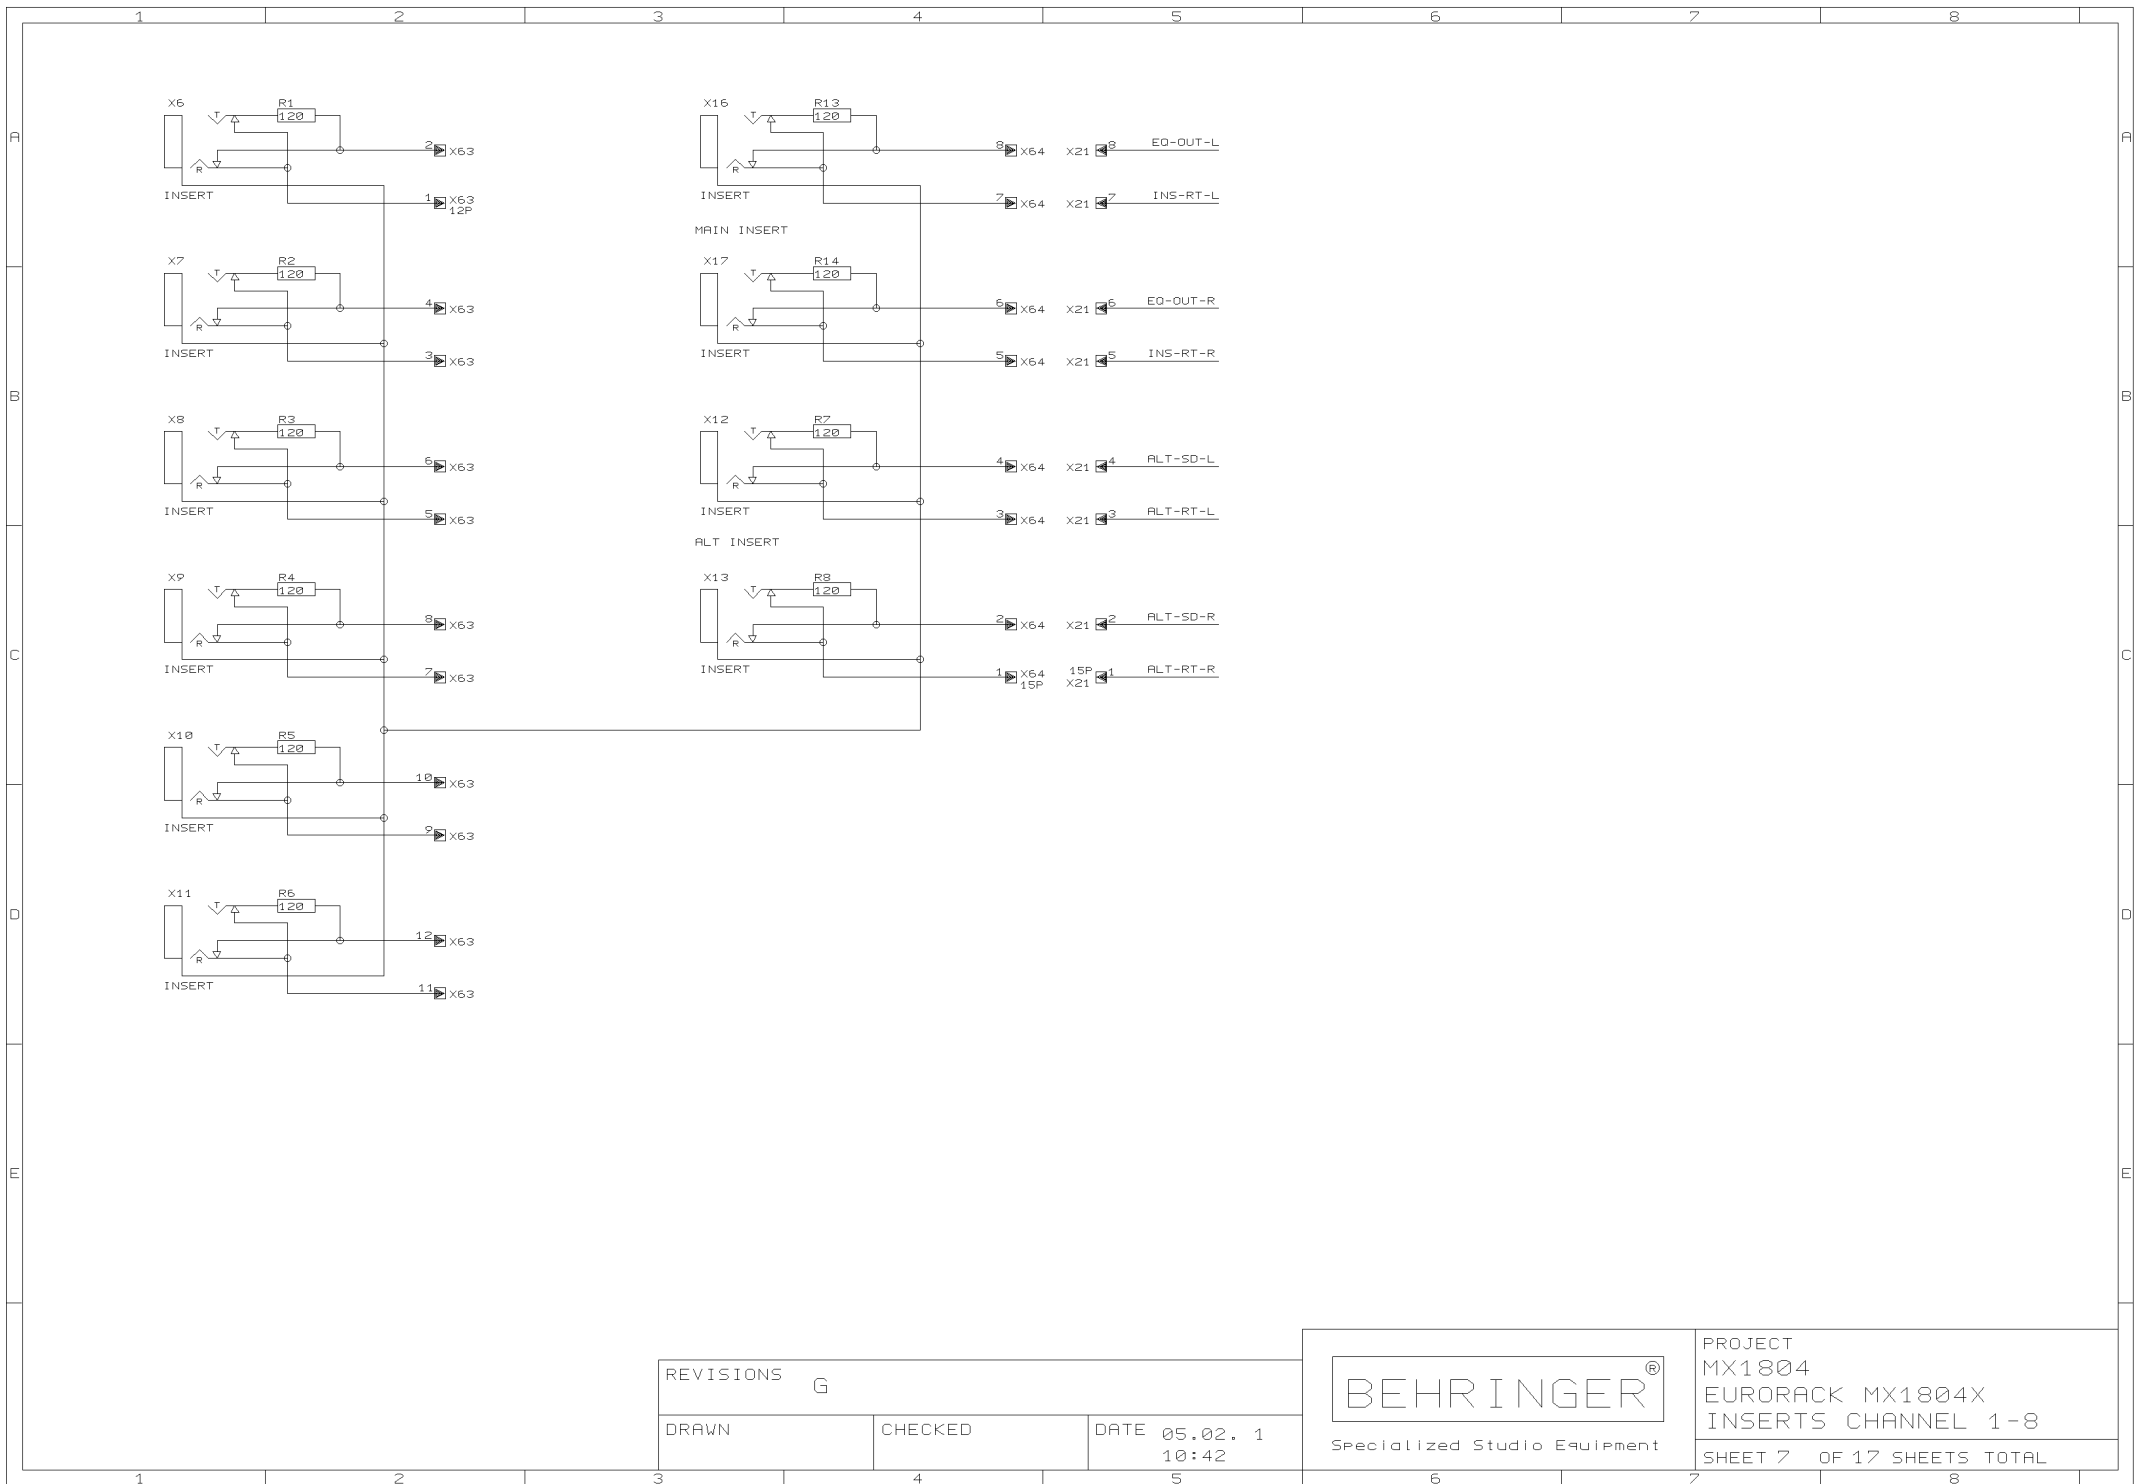 1 2 3 4 5 6 7 8
A A
X6 T R1
120
2 X63
R
INSERT
1 X63
12P
X16 T R13
120
8 X64 X21 8 EQ-OUT-L
R
INSERT
7 X64 X21 7 INS-RT-L
MAIN INSERT
X7 T R2
120
4 X63
R
INSERT
3 X63
X17 T R14
120
6 X64 X21 6 EQ-OUT-R
R
INSERT
5 X64 X21 5 INS-RT-R
B B
X8 T R3
120
6 X63
R
INSERT
5 X63
X12 T R7
120
4 X64 X21 4 ALT-SD-L
R
INSERT
3 X64 X21 3 ALT-RT-L
ALT INSERT
X9 T R4
120
8 X63
R
INSERT
7 X63
X13 T R8
120
2 X64 X21 2 ALT-SD-R
R
INSERT
1 X64
15P
15P
X21 1 ALT-RT-R
C C
X10 T R5
120
10 X63
R
INSERT
9 X63
X11 T R6
120
12 X63
R
INSERT
11 X63
D D
E E
REVISIONS
G
DRAWN
CHECKED
DATE 05.02. 1
10:42
BEHRINGER®
Specialized Studio Equipment
PROJECT
MX1804
EURORACK MX1804X
INSERTS CHANNEL 1-8
SHEET 7 OF 17 SHEETS TOTAL
1 2 3 4 5 6 7 8